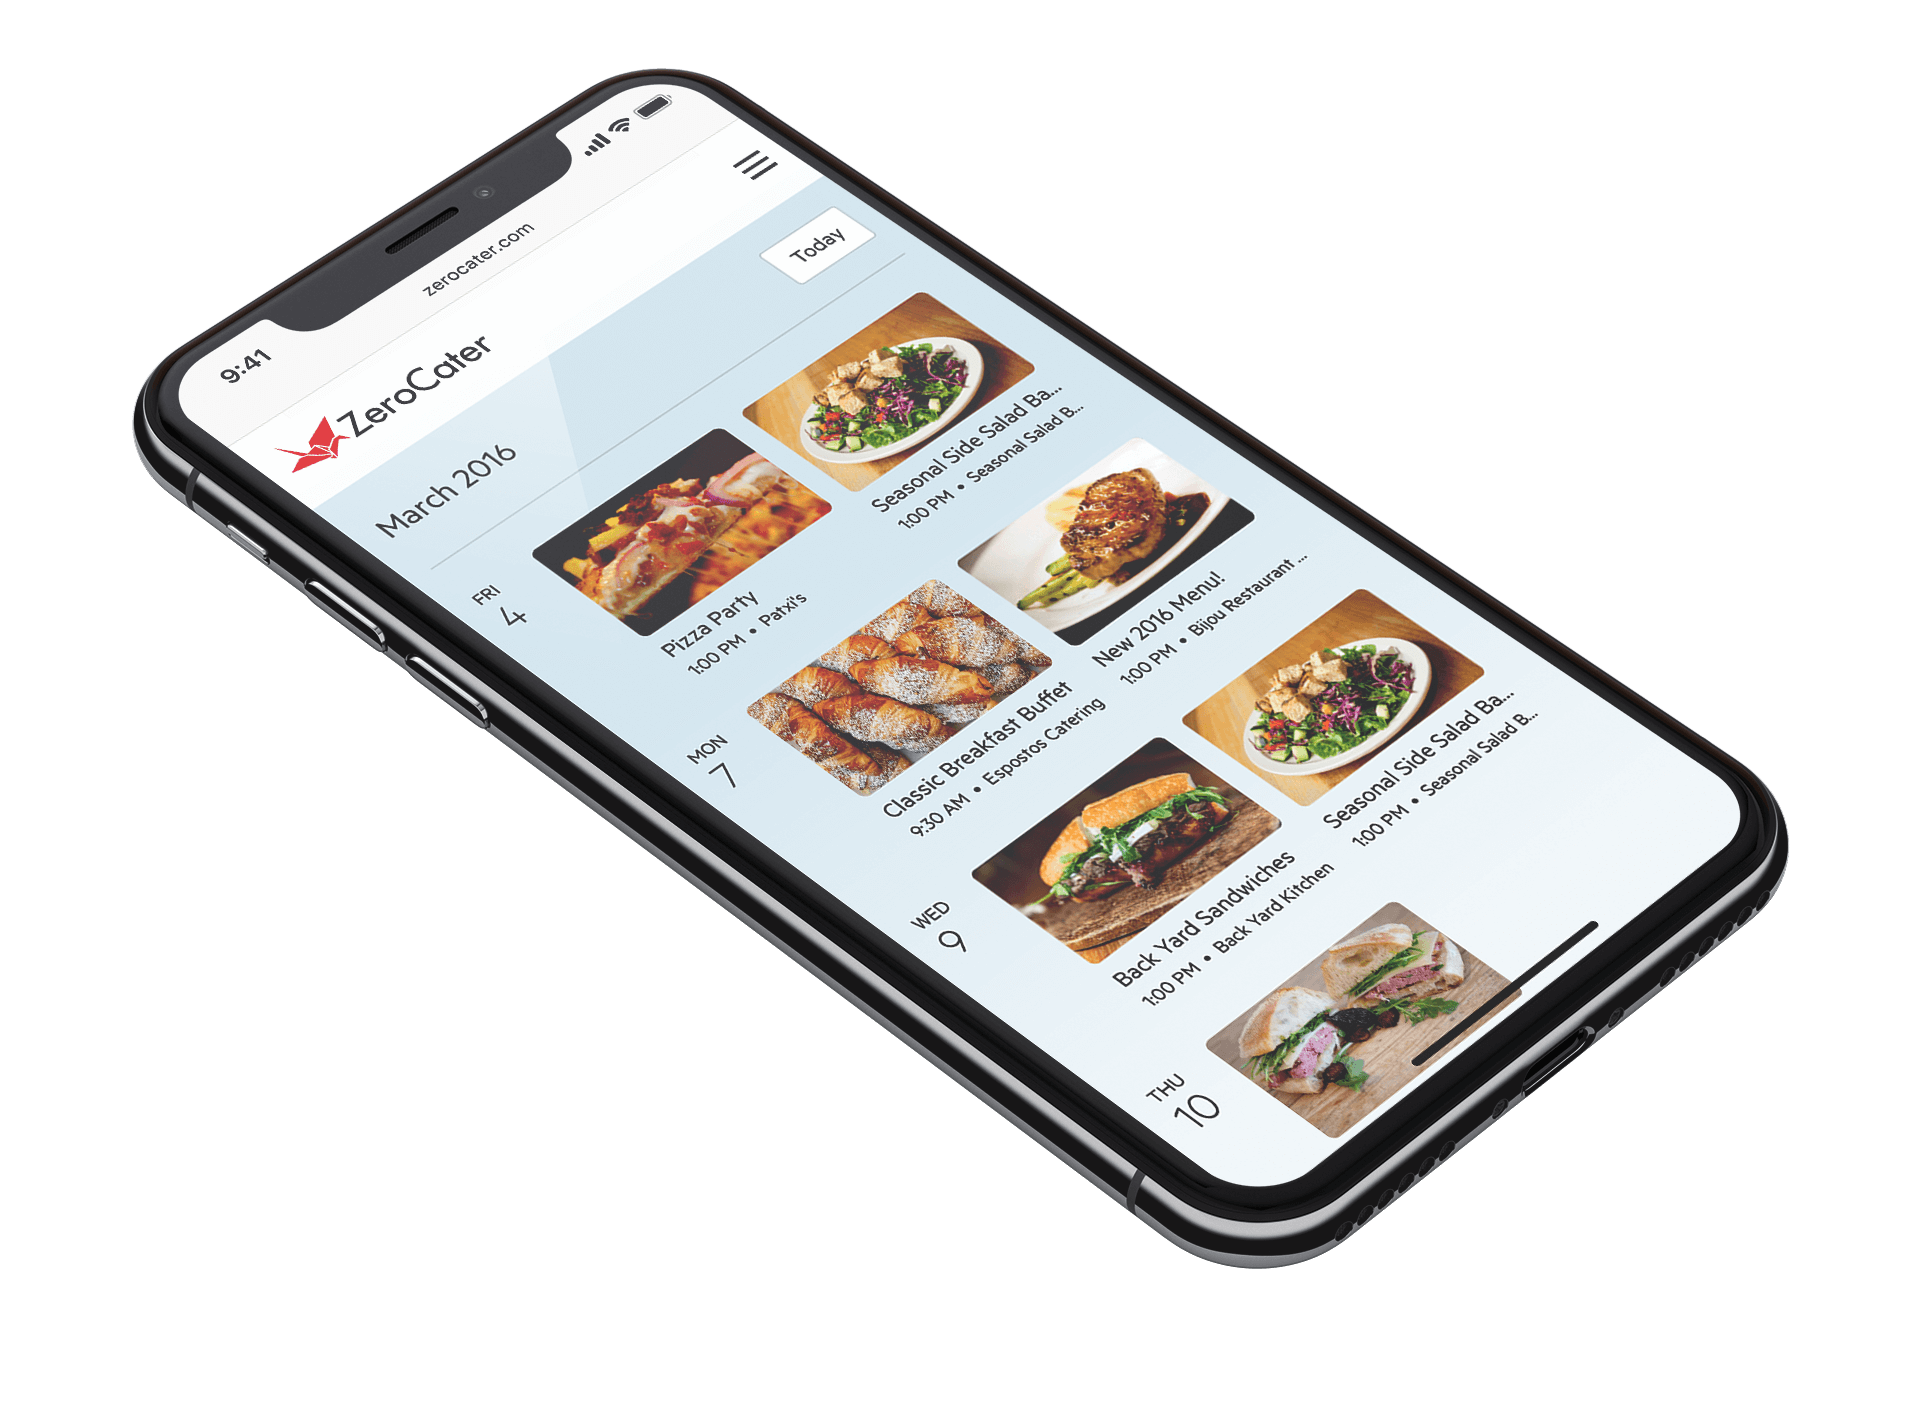 9:41
zerocater.com
ZeroCater
March 2016
Today
FRI
4
Pizza Party
1:00 PM • Patxi's
Seasonal Side Salad Ba...
1:00 PM • Seasonal Salad B...
MON
7
Classic Breakfast Buffet
9:30 AM • Espostos Catering
New 2016 Menu!
1:00 PM • Bijou Restaurant ...
WED
9
Back Yard Sandwiches
1:00 PM • Back Yard Kitchen
Seasonal Side Salad Ba...
1:00 PM • Seasonal Salad B...
THU
10